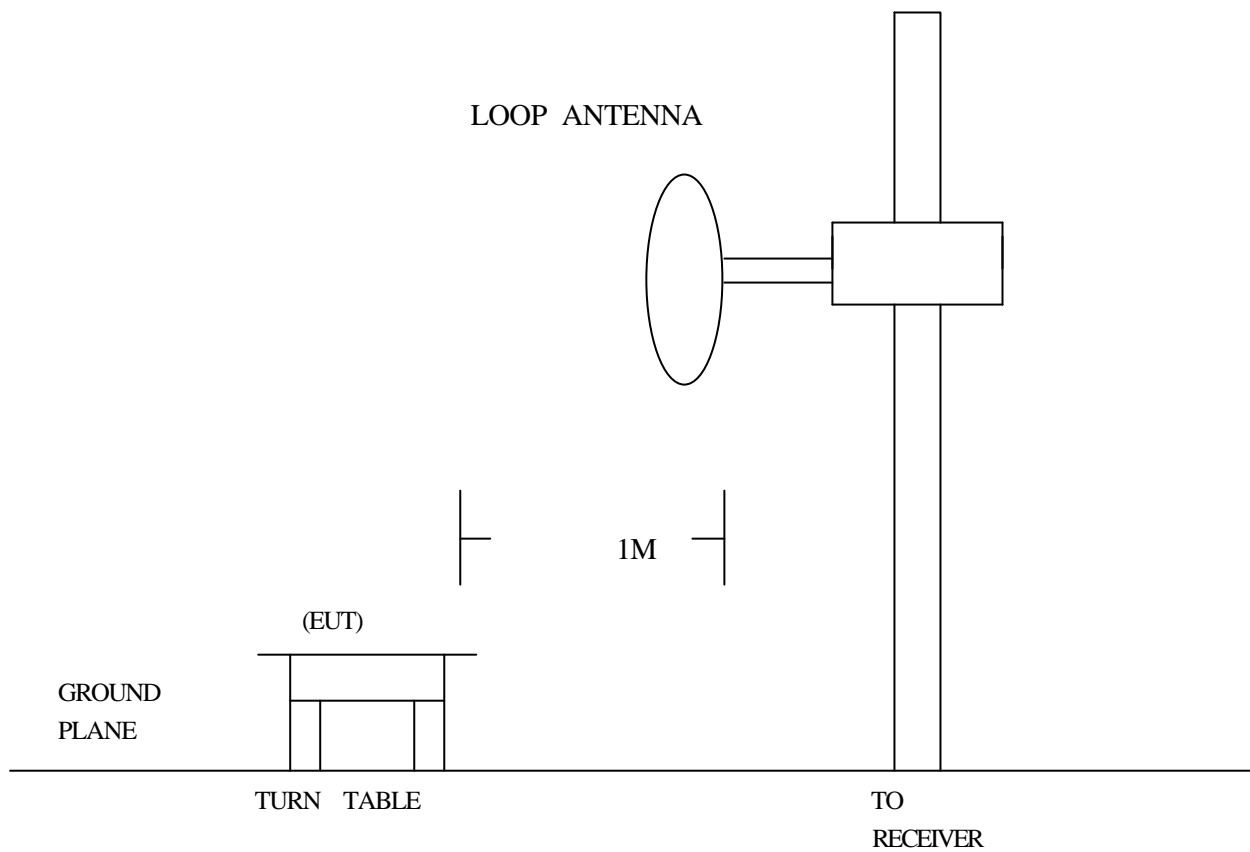 LOOP ANTENNA
1M
(EUT)
GROUND
PLANE
TURN TABLE
TO
RECEIVER